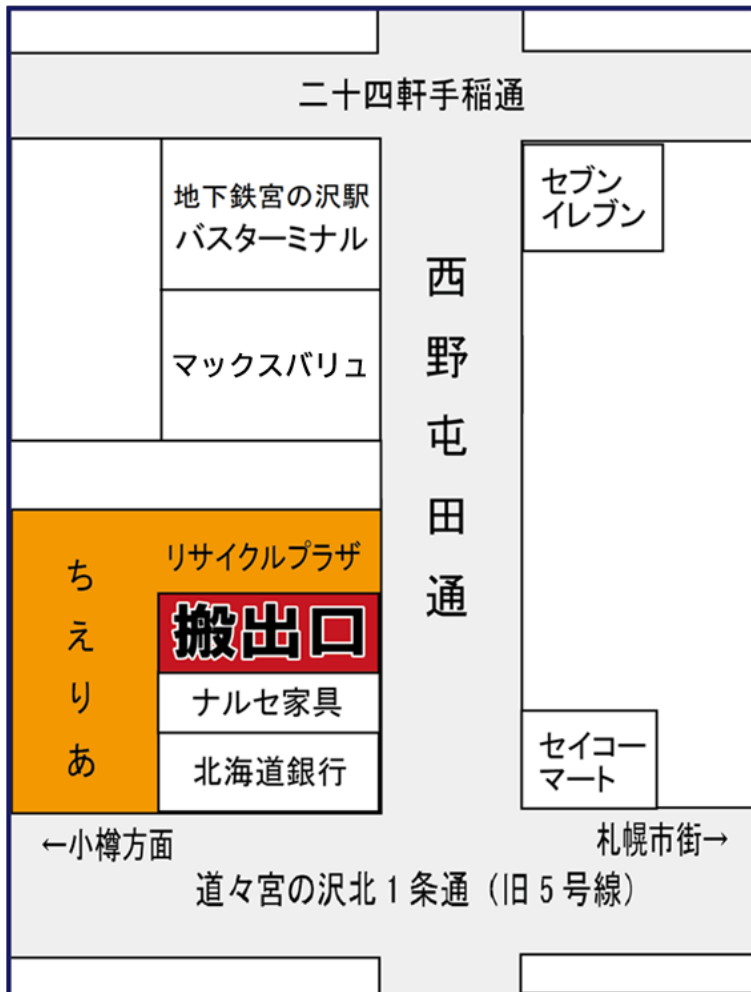 二十四軒手稲通
地下鉄宮の沢駅
バスターミナル
セブン
イレブン
マックスバリュ
西野屯田通
リサイクルプラザ
ちえりあ
搬出口
ナルセ家具
北海道銀行
セイコー
マート
←小樽方面
札幌市街→
道々宮の沢北1条通（旧5号線）